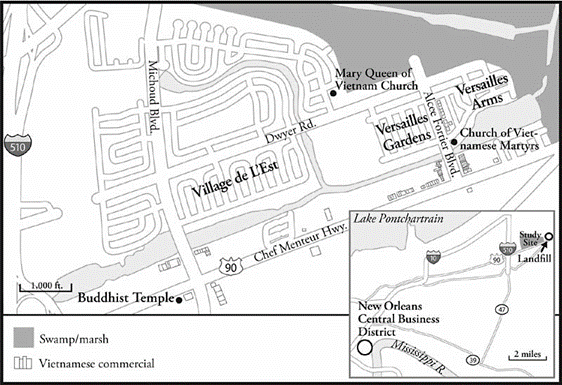 Mary Queen of
Vietnam Church
Michoud Blvd.
Versailles
Arms
Alcee Fortier Blvd.
Dwyer Rd.
Versailles
Gardens
Church of Viet-
namese Martyrs
510
Village de L'Est
Chef Menteur Hwy.
90
1,000 ft.
Buddhist Temple
Lake Pontchartrain
Study
Site
Landfill
10
510
90
47
New Orleans
Central Business
District
Mississippi R.
39
2 miles
Swamp/marsh
Vietnamese commercial